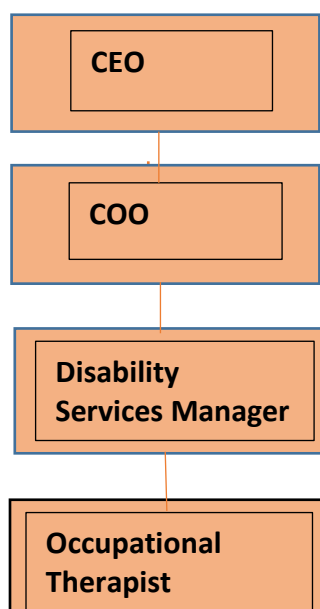 CEO
COO
Disability
Services Manager
Occupational
Therapist